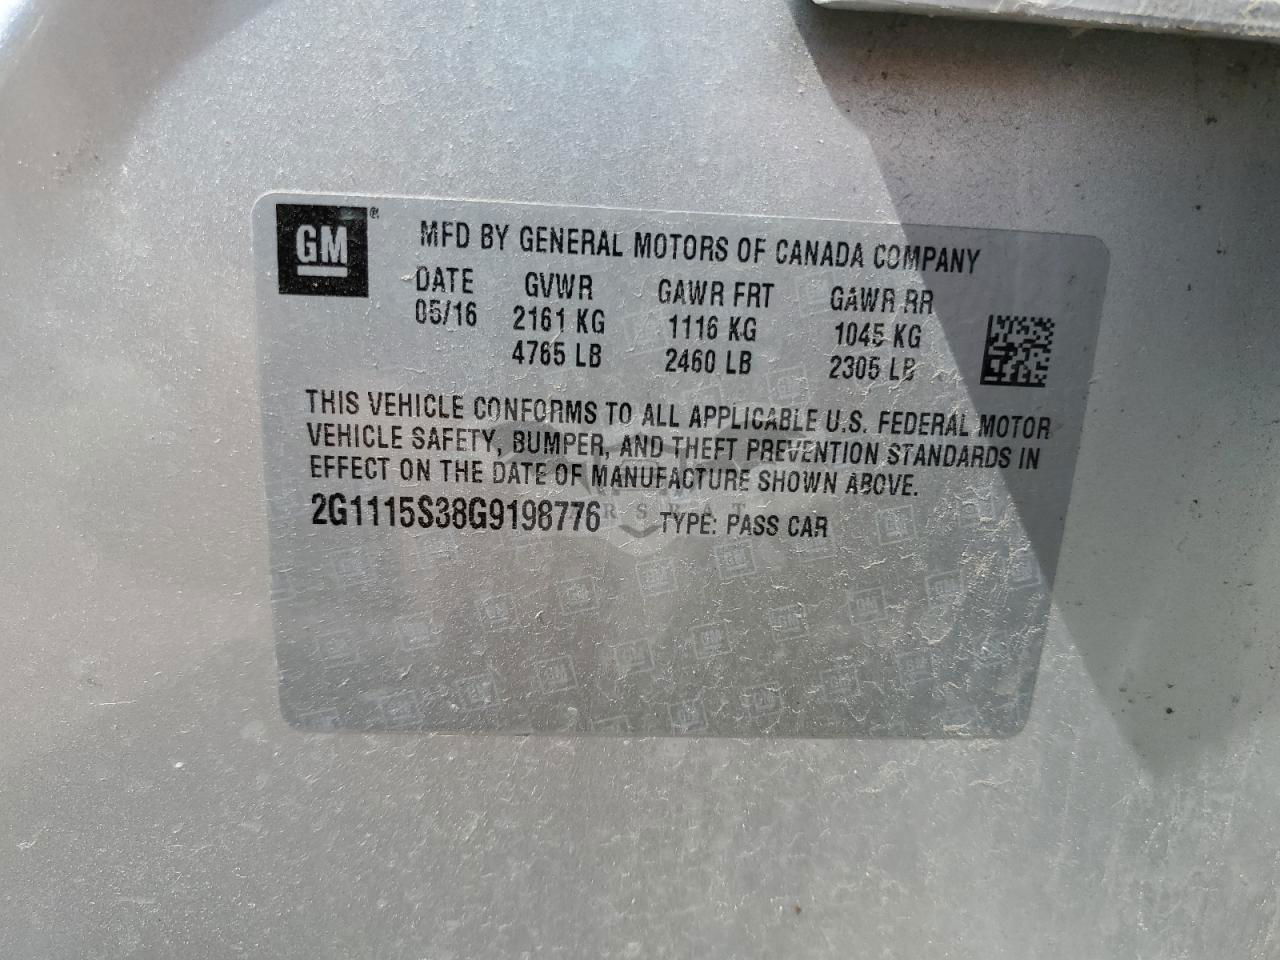 GM ®
MFD BY GENERAL MOTORS OF CANADA COMPANY
DATE GVWR GAWR FRT GAWR RR
05/16 2161 KG 1116 KG 1045 KG
4765 LB 2460 LB 2305 LB
THIS VEHICLE CONFORMS TO ALL APPLICABLE U.S. FEDERAL MOTOR
VEHICLE SAFETY, BUMPER, AND THEFT PREVENTION STANDARDS IN
EFFECT ON THE DATE OF MANUFACTURE SHOWN ABOVE.
2G1115S38G9198776 TYPE: PASS CAR